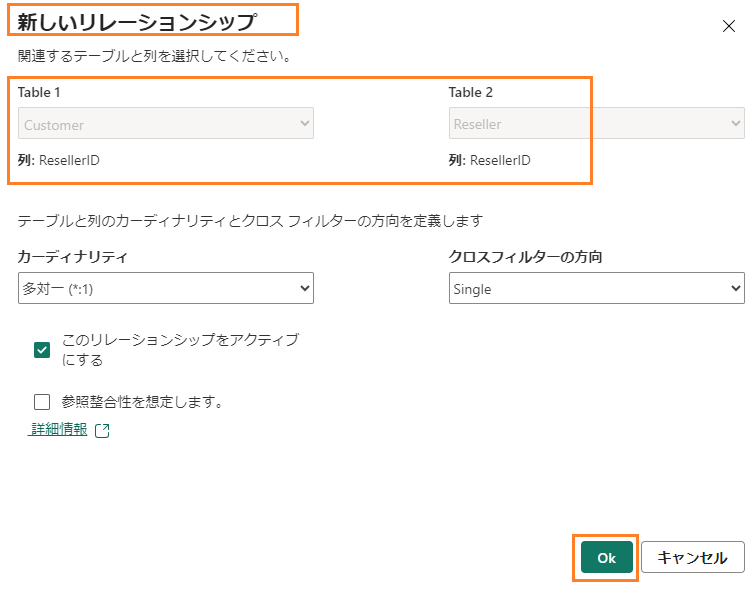 新しいリレーションシップ
関連するテーブルと列を選択してください。
Table 1
Table 2
Customer
Reseller
列: ResellerID
列: ResellerID
テーブルと列のカーディナリティとクロス フィルターの方向を定義します
カーディナリティ
クロスフィルターの方向
多対一 (*:1)
Single
このリレーションシップをアクティブ
にする
参照整合性を想定します。
詳細情報
Ok
キャンセル